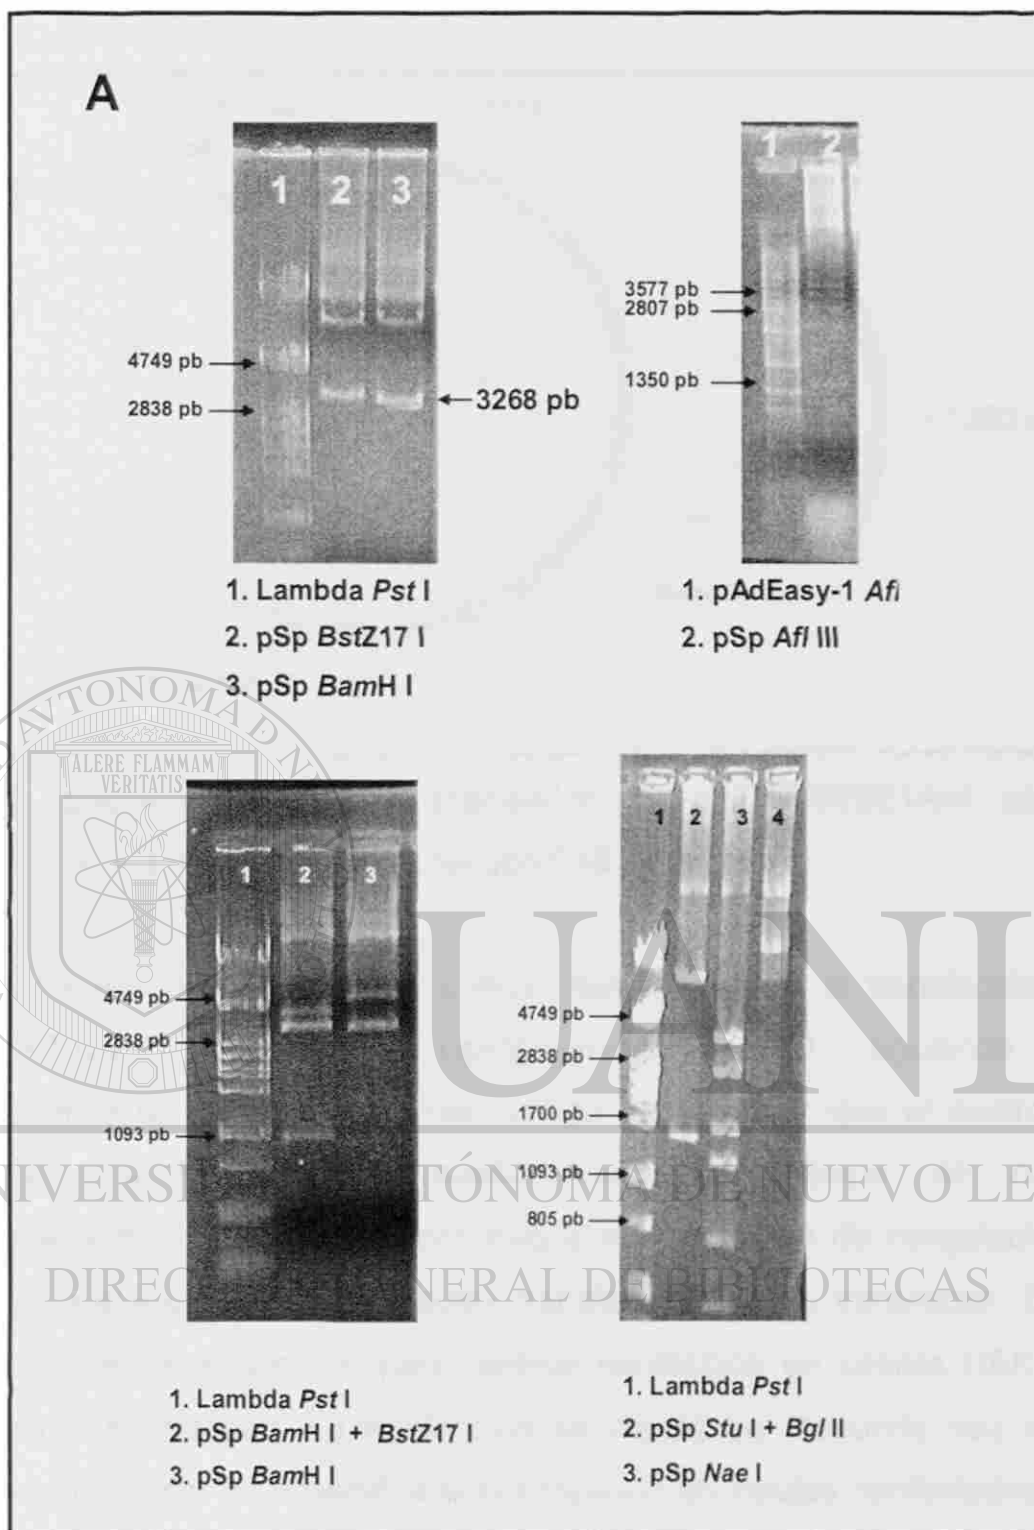 A
1 2 3
4749 pb
2838 pb
3268 pb
1. Lambda Pst I
2. pSp BstZ17 I
3. pSp BamH I
1 2
3577 pb
2807 pb
1350 pb
1. pAdEasy-1 Afl
2. pSp Afl III
ALERE FLAMMAM
VERITATIS
1 2 3
4749 pb
2838 pb
1093 pb
1. Lambda Pst I
2. pSp BamH I + BstZ17 I
3. pSp BamH I
1 2 3 4
4749 pb
2838 pb
1700 pb
1093 pb
805 pb
1. Lambda Pst I
2. pSp Stu I + Bgl II
3. pSp Nae I
UANL
DE NUEVO LE
DIRECCIÓN GENERAL DE BIBLIOTECAS